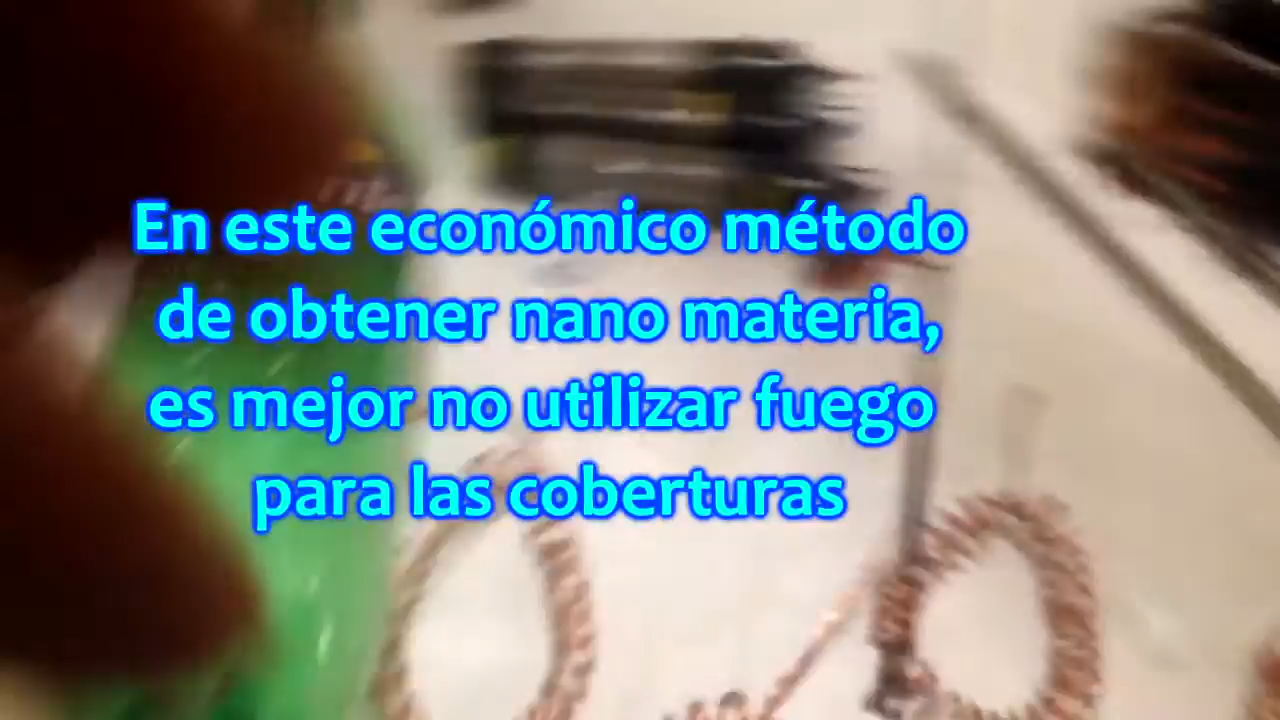 En este económico método
de obtener nano materia,
es mejor no utilizar fuego
para las coberturas